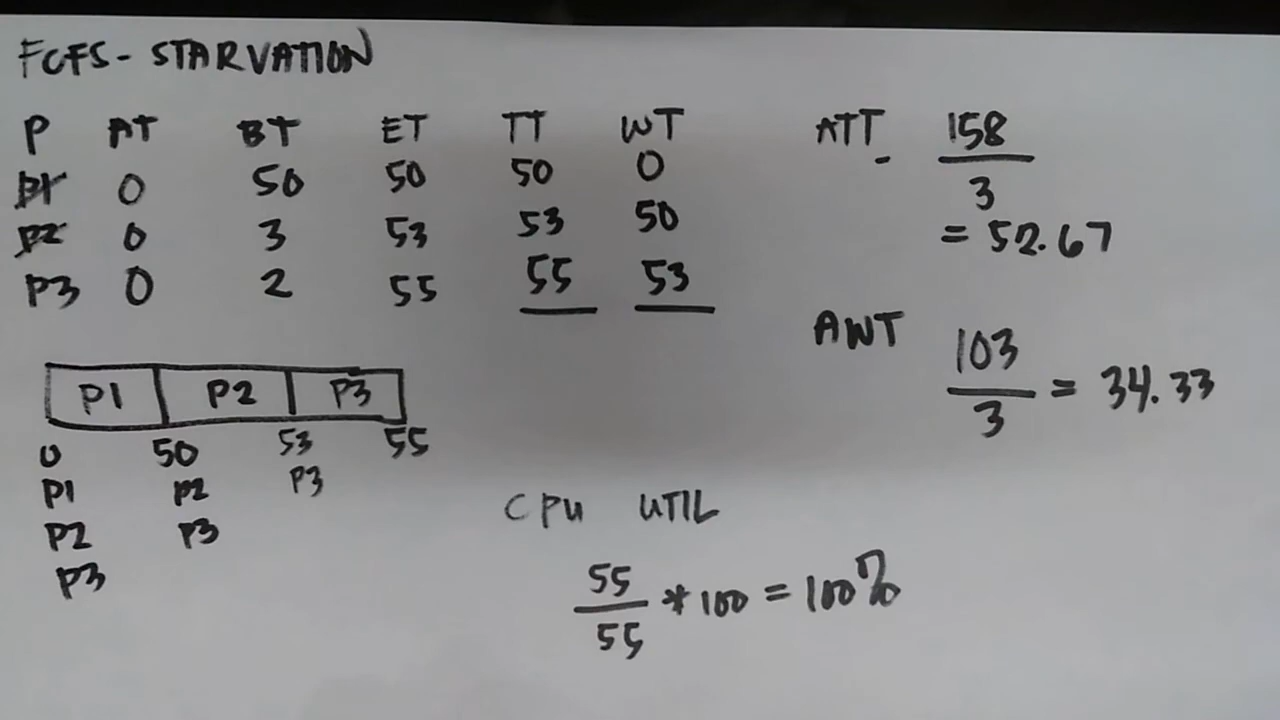 FCFS - STARVATION
P AT BT ET TT WT
P1 0 50 50 50 0
P2 0 3 53 53 50
P3 0 2 55 55 53
ATT 158
3
= 52.67
AWT 103
3 = 34.33
P1 P2 P3
0 50 53 55
P1 P2 P3
P2 P3
P3
CPU UTIL
55
55 * 100 = 100%